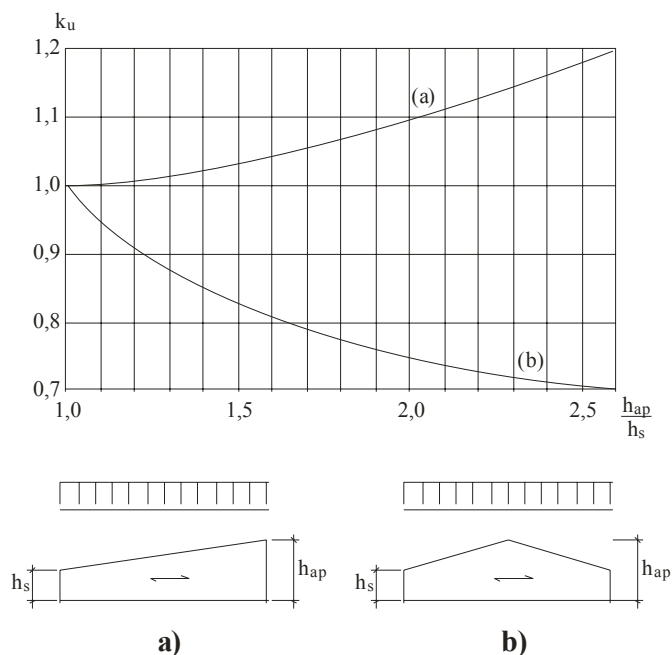 k_u
1,2
(a)
1,1
1,0
0,9
0,8
(b)
0,7
1,0 1,5 2,0 2,5 h_ap
h_s
h_s h_ap h_s h_ap
a) b)